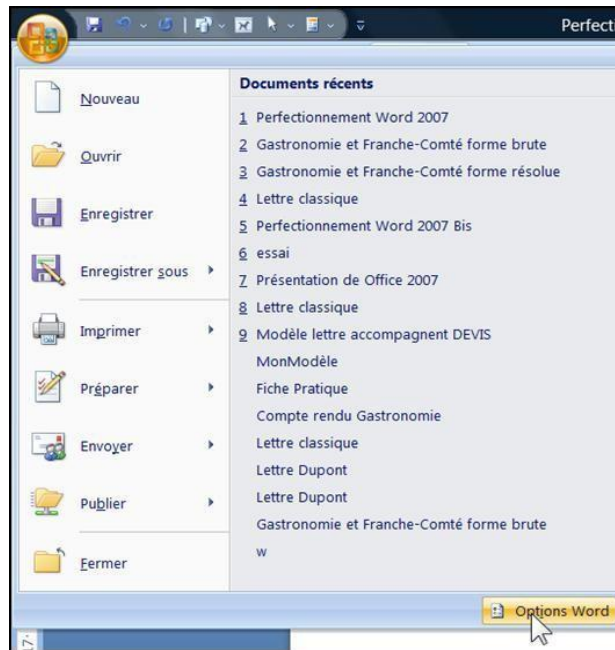 Perfecti
Documents récents
Nouveau
Ouvrir
Enregistrer
Enregistrer sous
Imprimer
Préparer
Envoyer
Publier
Fermer
1 Perfectionnement Word 2007
2 Gastronomie et Franche-Comté forme brute
3 Gastronomie et Franche-Comté forme résolue
4 Lettre classique
5 Perfectionnement Word 2007 Bis
6 essai
7 Présentation de Office 2007
8 Lettre classique
9 Modèle lettre accompagnent DEVIS
MonModèle
Fiche Pratique
Compte rendu Gastronomie
Lettre classique
Lettre Dupont
Lettre Dupont
Gastronomie et Franche-Comté forme brute
w
Options Word
17